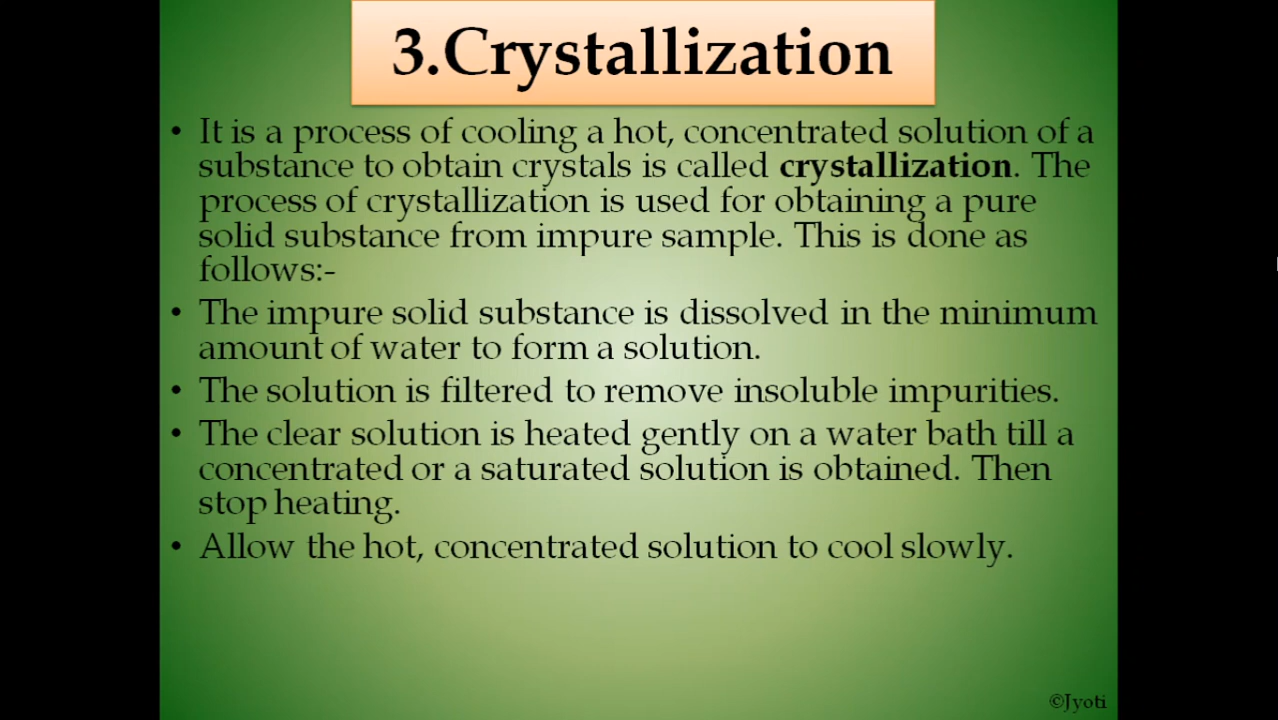 3.Crystallization
• It is a process of cooling a hot, concentrated solution of a
substance to obtain crystals is called crystallization. The
process of crystallization is used for obtaining a pure
solid substance from impure sample. This is done as
follows:-
• The impure solid substance is dissolved in the minimum
amount of water to form a solution.
• The solution is filtered to remove insoluble impurities.
• The clear solution is heated gently on a water bath till a
concentrated or a saturated solution is obtained. Then
stop heating.
• Allow the hot, concentrated solution to cool slowly.
©Jyoti